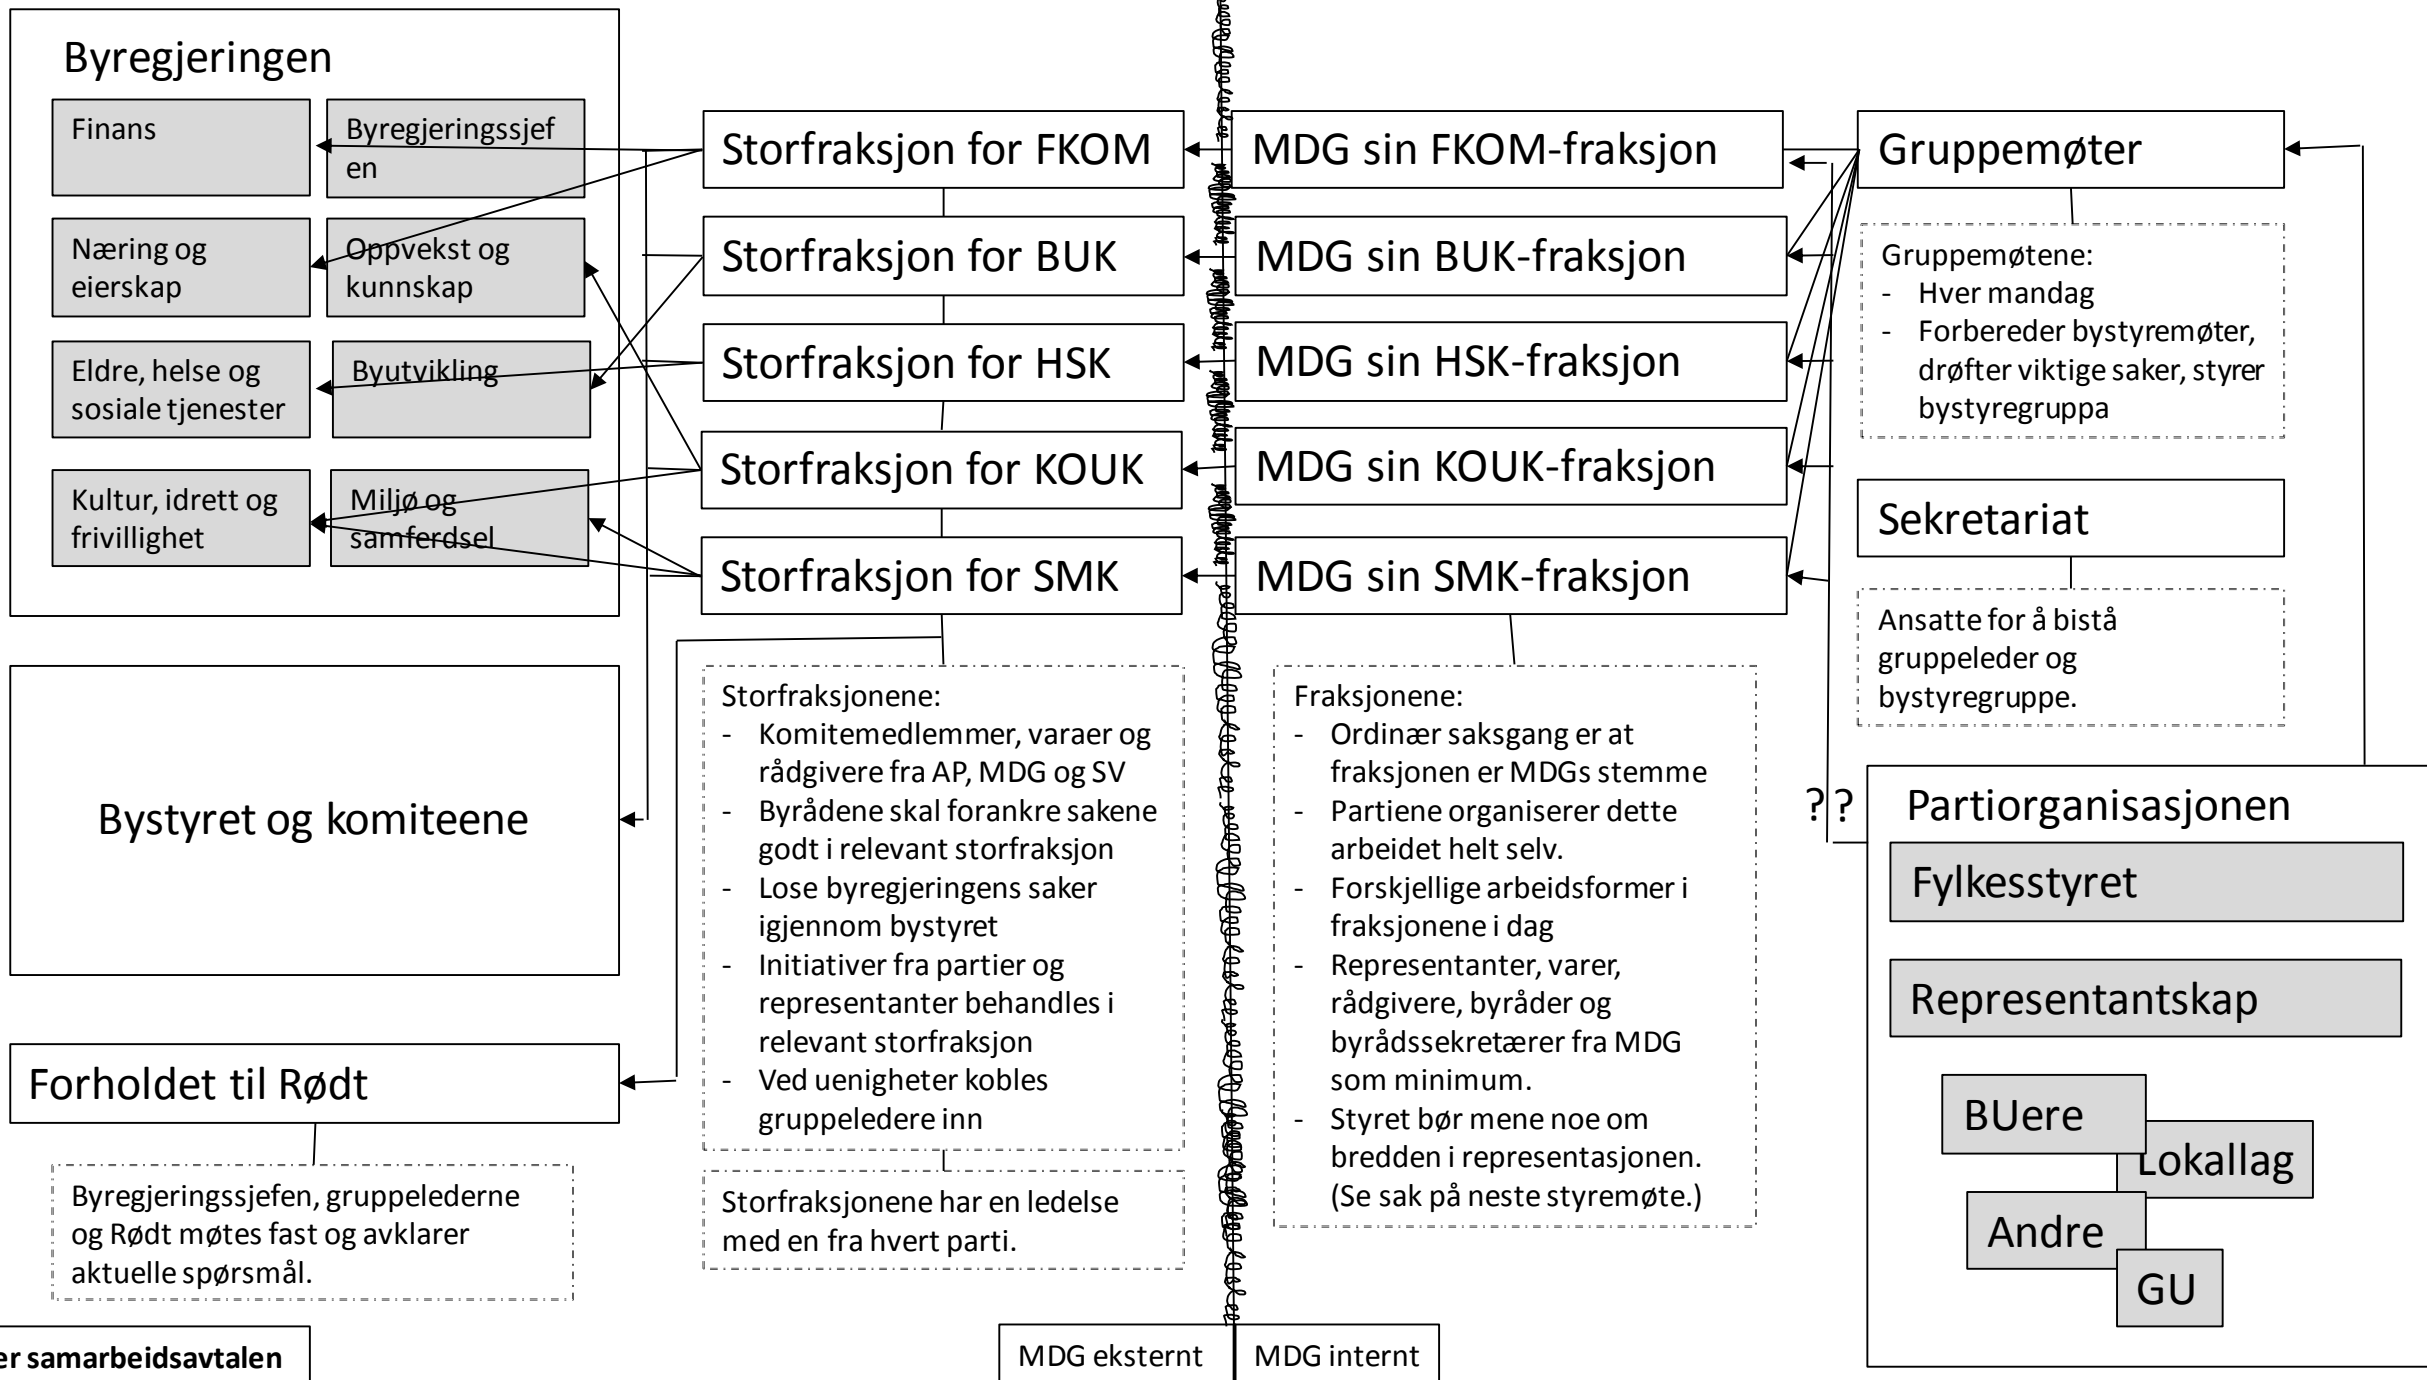 Byregjeringen
Finans
Byregjeringssjef
en
Næring og
eierskap
Oppvekst og
kunnskap
Eldre, helse og
sosiale tjenester
Byutvikling
Kultur, idrett og
frivillighet
Miljø og
samferdsel
Bystyret og komiteene
Forholdet til Rødt
Byregjeringssjefen, gruppelederne
og Rødt møtes fast og avklarer
aktuelle spørsmål.
er samarbeidsavtalen
Storfraksjon for FKOM
Storfraksjon for BUK
Storfraksjon for HSK
Storfraksjon for KOUK
Storfraksjon for SMK
Storfraksjonene:
- Komitemedlemmer, varaer og
rådgivere fra AP, MDG og SV
- Byrådene skal forankre sakene
godt i relevant storfraksjon
- Lose byregjeringens saker
igjennom bystyret
- Initiativer fra partier og
representanter behandles i
relevant storfraksjon
- Ved uenigheter kobles
gruppeledere inn
Storfraksjonene har en ledelse
med en fra hvert parti.
MDG sin FKOM-fraksjon
MDG sin BUK-fraksjon
MDG sin HSK-fraksjon
MDG sin KOUK-fraksjon
MDG sin SMK-fraksjon
Fraksjonene:
- Ordinær saksgang er at
fraksjonen er MDGs stemme
- Partiene organiserer dette
arbeidet helt selv.
- Forskjellige arbeidsformer i
fraksjonene i dag
- Representanter, varer,
rådgivere, byråder og
byrådssekretærer fra MDG
som minimum.
- Styret bør mene noe om
bredden i representasjonen.
(Se sak på neste styremøte.)
MDG eksternt
MDG internt
Gruppemøter
Gruppemøtene:
- Hver mandag
- Forbereder bystyremøter,
drøfter viktige saker, styrer
bystyregruppa
Sekretariat
Ansatte for å bistå
gruppeleder og
bystyregruppe.
??
Partiorganisasjonen
Fylkesstyret
Representantskap
BUere
Lokallag
Andre
GU